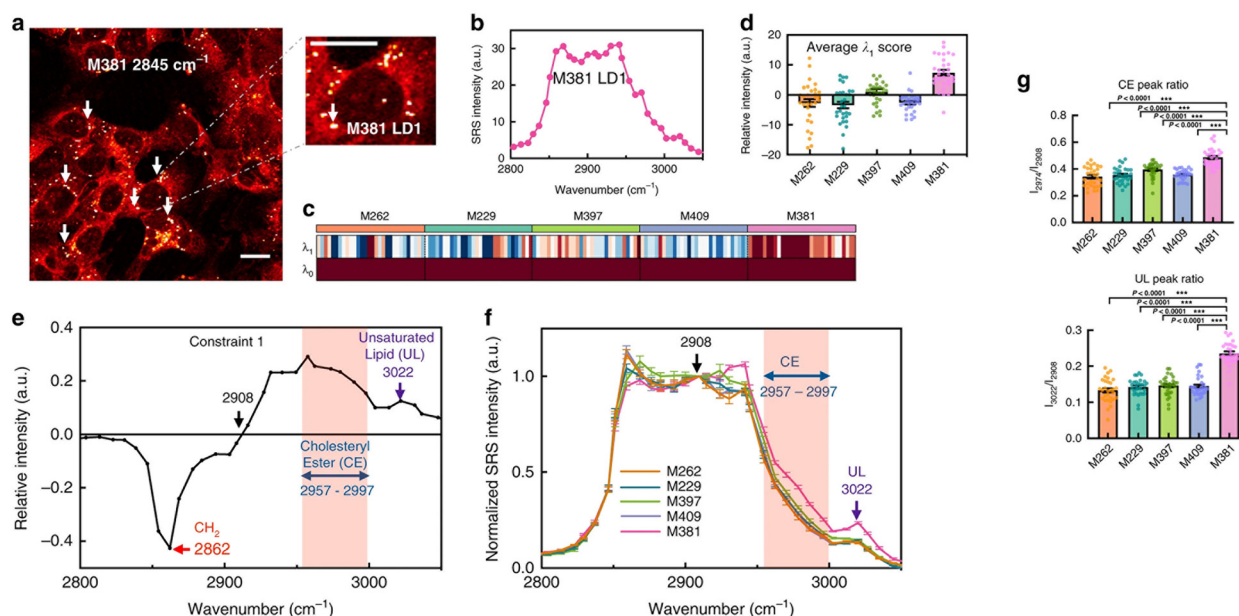 a
M381 2845 cm⁻¹
M381 LD1
b
SRS intensity (a.u.)
30
20
10
0
M381 LD1
2800
2900
3000
Wavenumber (cm⁻¹)
c
M262
M229
M397
M409
M381
λ₁
λ₀
d
Average λ₁ score
Relative intensity (a.u.)
20
10
0
−10
−20
M262
M229
M397
M409
M381
e
Relative intensity (a.u.)
0.4
0.2
0.0
−0.2
−0.4
Constraint 1
2908
Unsaturated
Lipid (UL)
3022
Cholesteryl
Ester (CE)
2957 - 2997
CH₂
2862
2800
2900
3000
Wavenumber (cm⁻¹)
f
Normalized SRS intensity (a.u.)
1.0
0.5
0.0
2908
CE
2957 – 2997
UL
3022
M262
M229
M397
M409
M381
2800
2900
3000
Wavenumber (cm⁻¹)
g
CE peak ratio
P < 0.0001 ***
P < 0.0001 ***
P < 0.0001 ***
P < 0.0001 ***
I₂₉₇₄/I₂₉₀₈
0.8
0.6
0.4
0.2
0.0
M262
M229
M397
M409
M381
UL peak ratio
P < 0.0001 ***
P < 0.0001 ***
P < 0.0001 ***
P < 0.0001 ***
I₃₀₂₂/I₂₉₀₈
0.3
0.2
0.1
0.0
M262
M229
M397
M409
M381